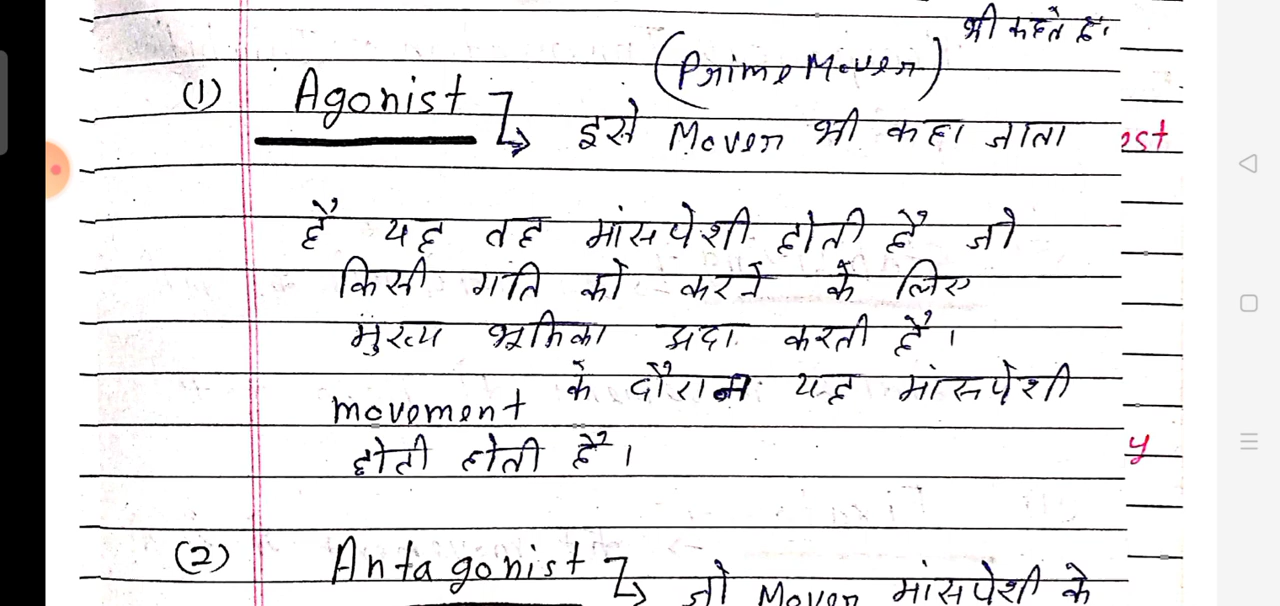 भी कहते हैं।
(Prime Mover)
(1) Agonist → इसे Mover भी कहा जाता
est
है यह वह मांसपेशी होती है जो
किसी गति को करने के लिए
मुख्य भूमिका अदा करती है।
movement के दौरान यह मांसपेशी
y
छोटी होती है।
(2) Antagonist → जो Mover मांसपेशी के